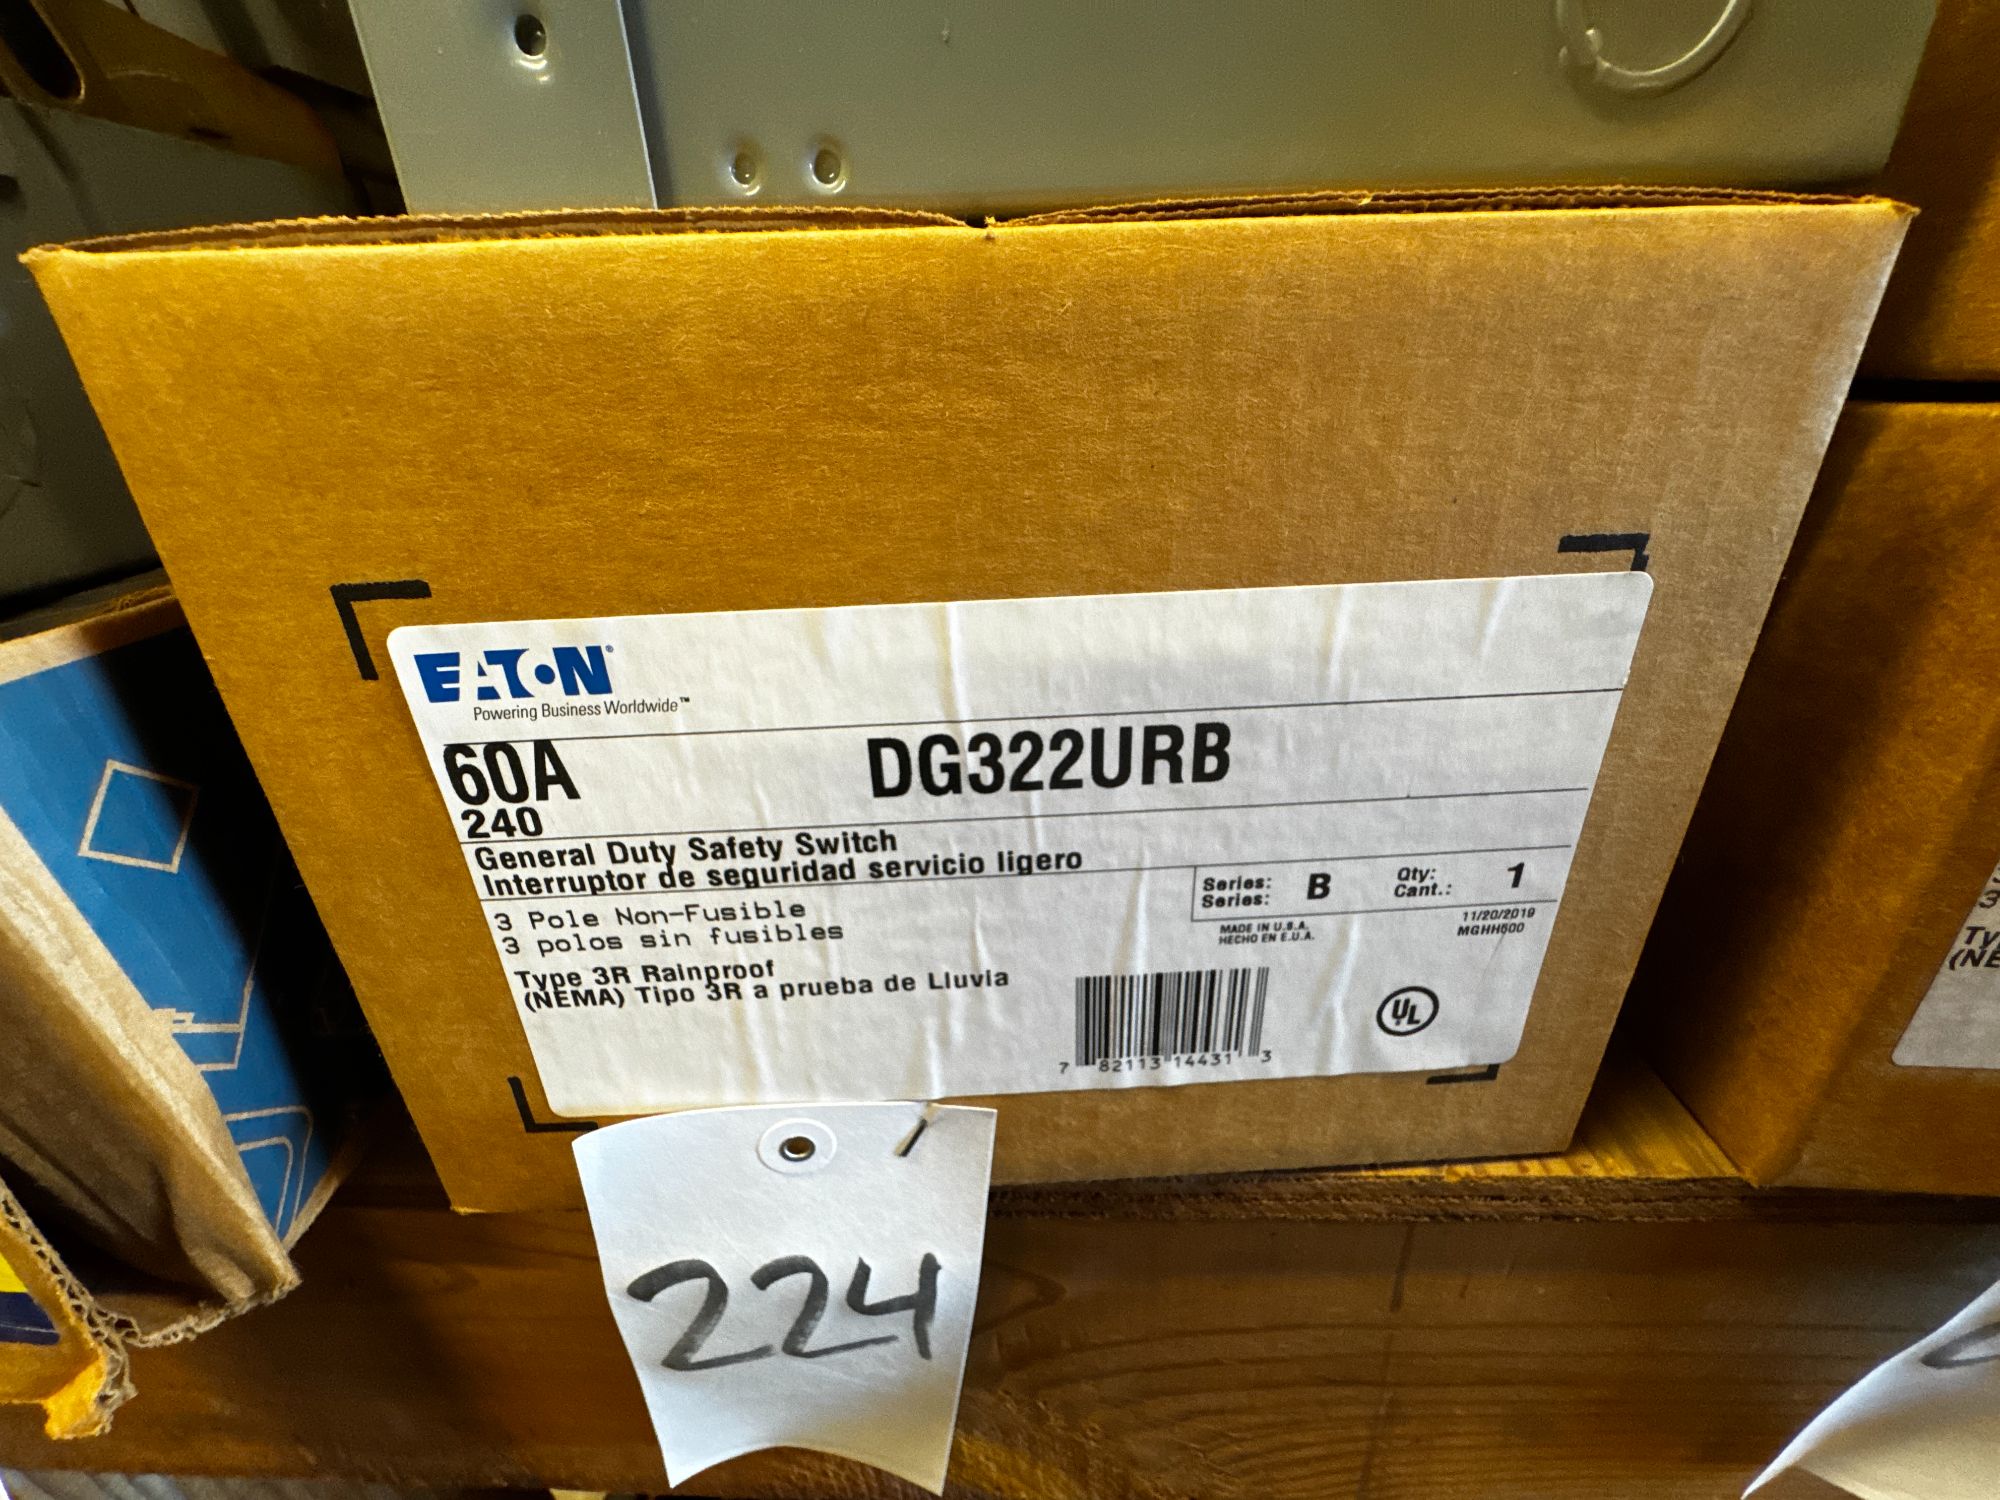 EATON®
Powering Business Worldwide™
60A DG322URB
240
General Duty Safety Switch
Interruptor de seguridad servicio ligero
3 Pole Non-Fusible
3 polos sin fusibles
Type 3R Rainproof
(NEMA) Tipo 3R a prueba de Lluvia
Series: B Qty: 1
Series: Cant.:
MADE IN U.S.A.
HECHO EN E.U.A.
11/20/2019
MGHH600
7 82113 14431 3
UL
224